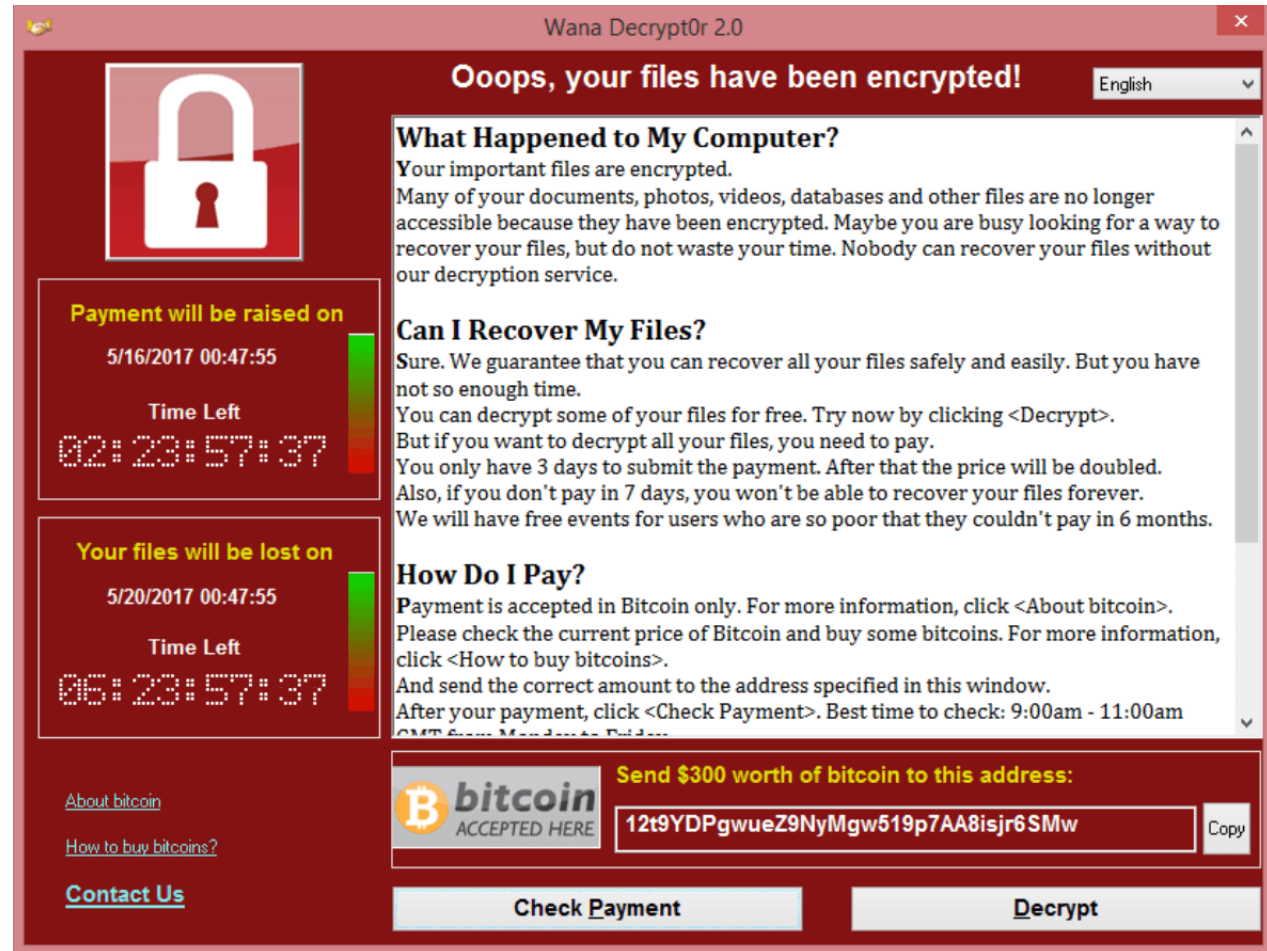 Wana Decrypt0r 2.0
Ooops, your files have been encrypted!
English
What Happened to My Computer?
Your important files are encrypted.
Many of your documents, photos, videos, databases and other files are no longer
accessible because they have been encrypted. Maybe you are busy looking for a way to
recover your files, but do not waste your time. Nobody can recover your files without
our decryption service.
Can I Recover My Files?
Sure. We guarantee that you can recover all your files safely and easily. But you have
not so enough time.
You can decrypt some of your files for free. Try now by clicking <Decrypt>.
But if you want to decrypt all your files, you need to pay.
You only have 3 days to submit the payment. After that the price will be doubled.
Also, if you don't pay in 7 days, you won't be able to recover your files forever.
We will have free events for users who are so poor that they couldn't pay in 6 months.
How Do I Pay?
Payment is accepted in Bitcoin only. For more information, click <About bitcoin>.
Please check the current price of Bitcoin and buy some bitcoins. For more information,
click <How to buy bitcoins>.
And send the correct amount to the address specified in this window.
After your payment, click <Check Payment>. Best time to check: 9:00am - 11:00am
GMT from Monday to Friday
Payment will be raised on
5/16/2017 00:47:55
Time Left
02:23:57:37
Your files will be lost on
5/20/2017 00:47:55
Time Left
06:23:57:37
About bitcoin
How to buy bitcoins?
Contact Us
bitcoin
ACCEPTED HERE
Send $300 worth of bitcoin to this address:
12t9YDPgwueZ9NyMgw519p7AA8isjr6SMw
Copy
Check Payment
Decrypt